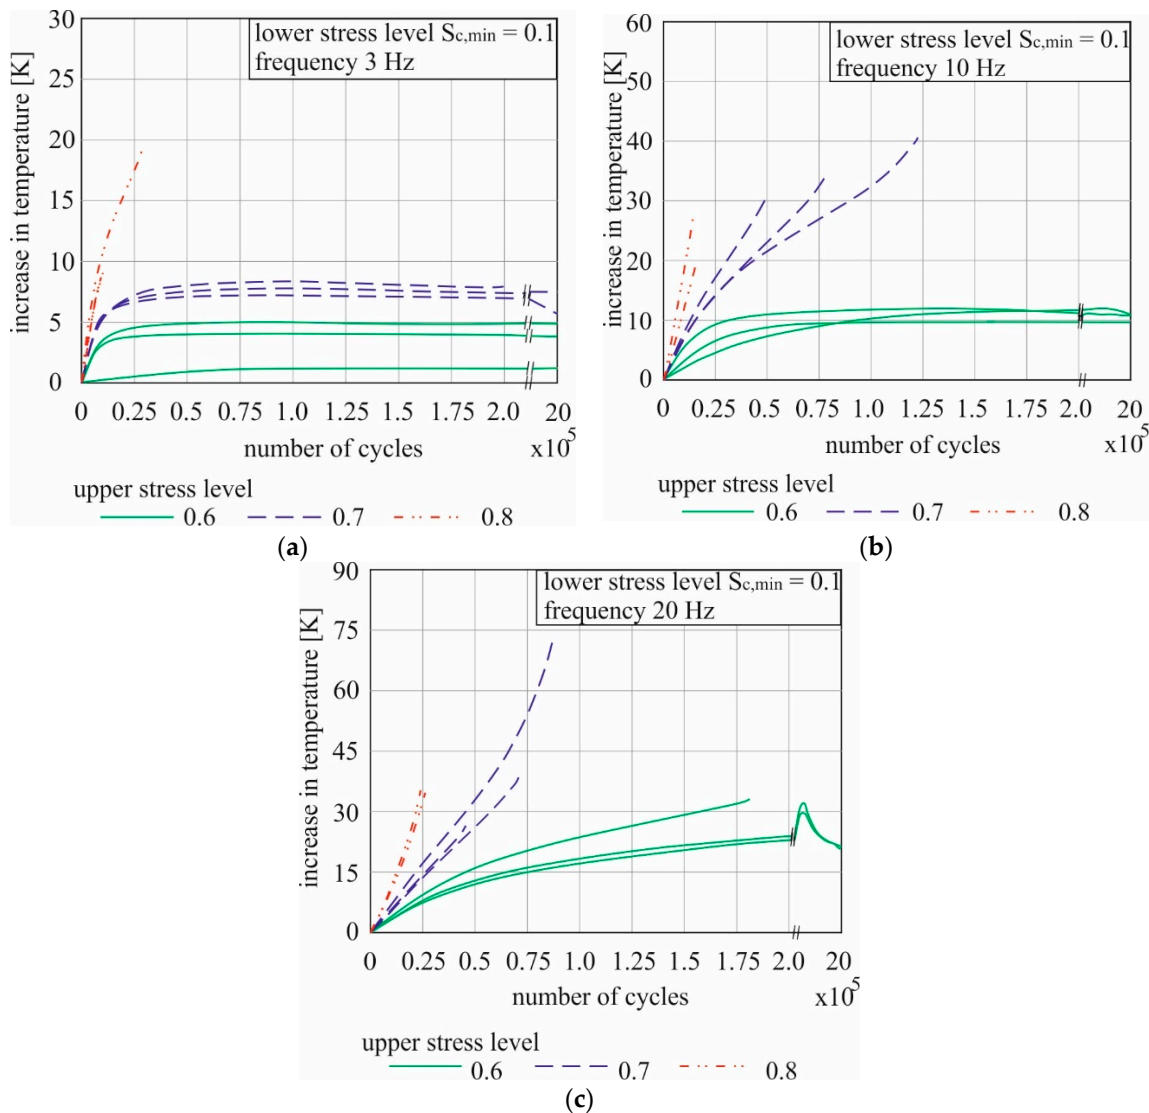 lower stress level Sc,min = 0.1
frequency 3 Hz
increase in temperature [K]
30
25
20
15
10
5
0
0 0.25 0.5 0.75 1.0 1.25 1.5 1.75 2.0 20
number of cycles x10⁵
upper stress level
0.6 0.7 0.8
(a)
lower stress level Sc,min = 0.1
frequency 10 Hz
increase in temperature [K]
60
50
40
30
20
10
0
0 0.25 0.5 0.75 1.0 1.25 1.5 1.75 2.0 20
number of cycles x10⁵
upper stress level
0.6 0.7 0.8
(b)
lower stress level Sc,min = 0.1
frequency 20 Hz
increase in temperature [K]
90
75
60
45
30
15
0
0 0.25 0.5 0.75 1.0 1.25 1.5 1.75 2.0 20
number of cycles x10⁵
upper stress level
0.6 0.7 0.8
(c)